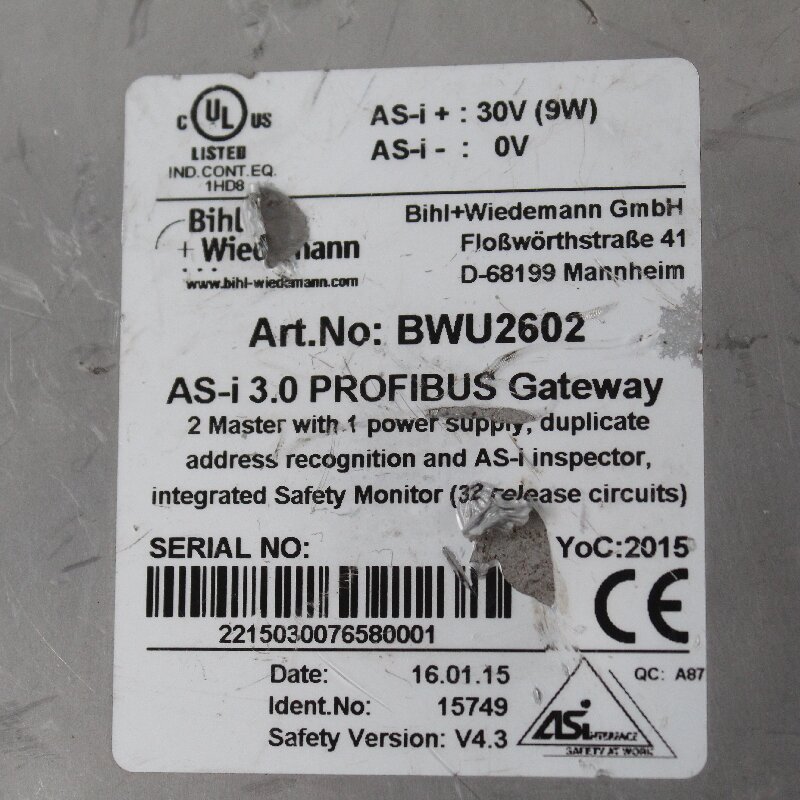 C UL US
LISTED
IND.CONT.EQ.
1HD8
AS-i + : 30V (9W)
AS-i - : 0V
Bihl
+ Wiedemann
www.bihl-wiedemann.com
Bihl+Wiedemann GmbH
Floßwörthstraße 41
D-68199 Mannheim
Art.No: BWU2602
AS-i 3.0 PROFIBUS Gateway
2 Master with 1 power supply, duplicate
address recognition and AS-i inspector,
integrated Safety Monitor (32 release circuits)
SERIAL NO:
YoC:2015
2215030076580001
CE
Date: 16.01.15
QC: A87
Ident.No: 15749
Safety Version: V4.3
ASi INTERFACE
SAFETY AT WORK